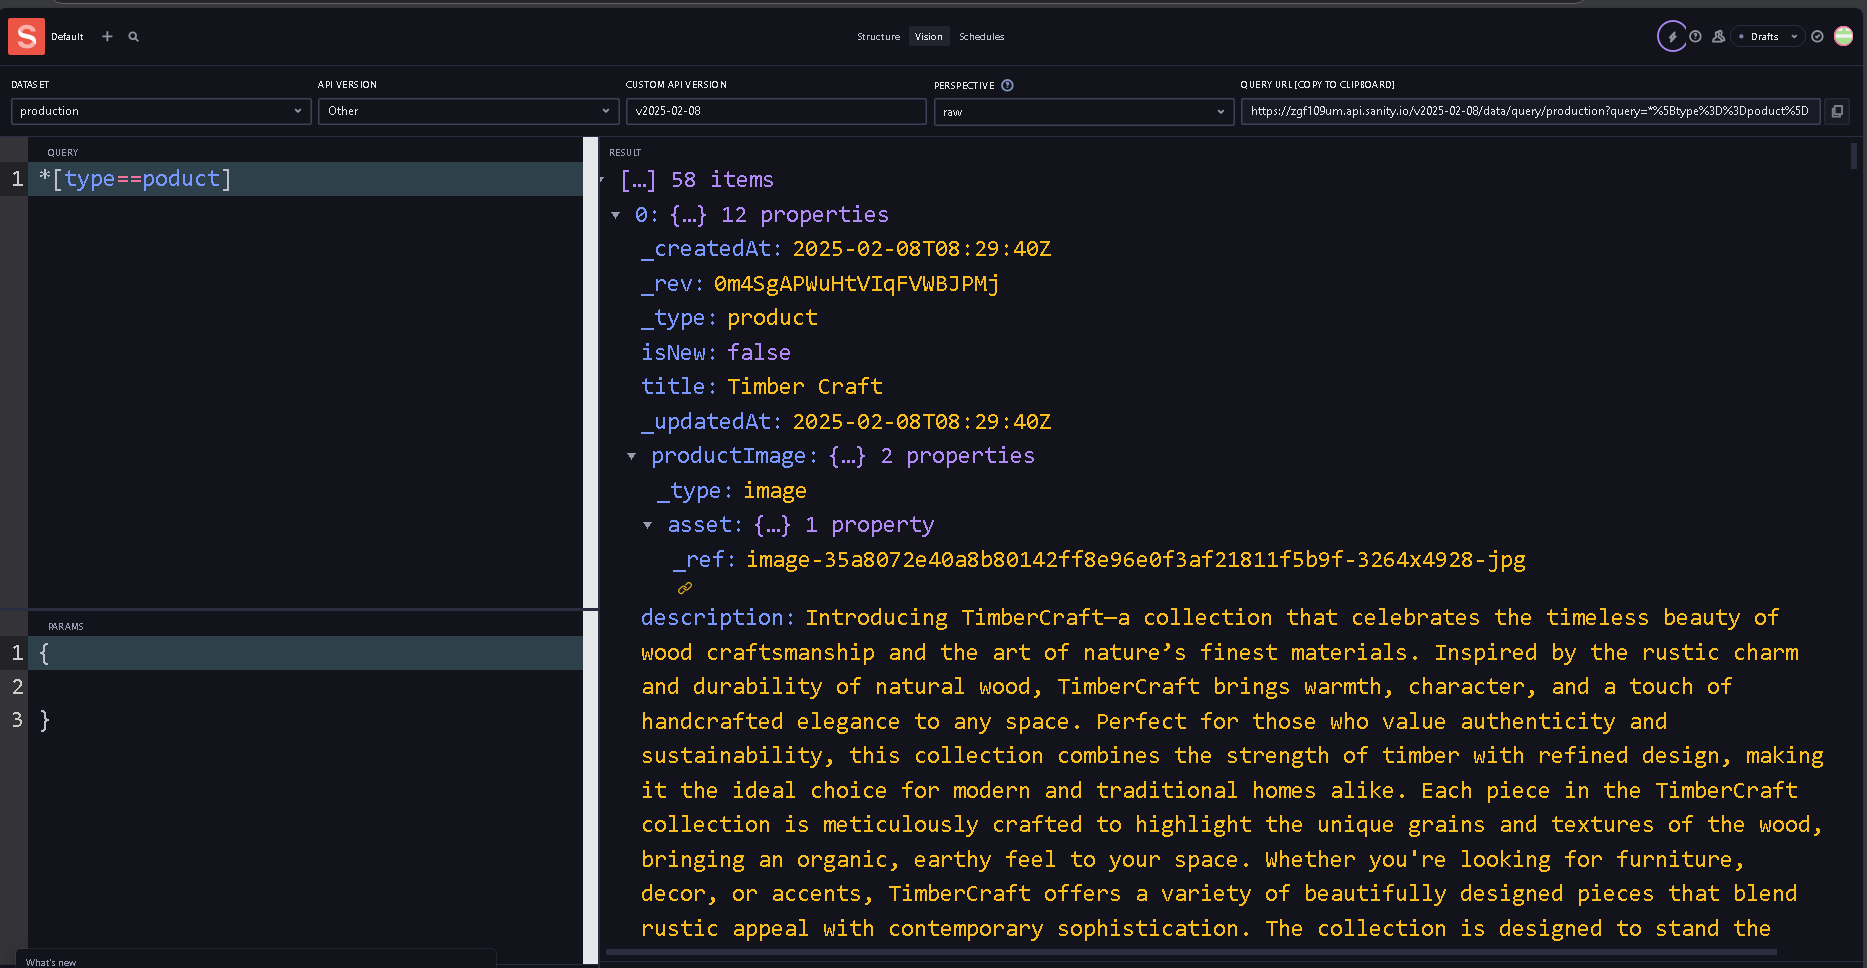 S Default
Structure Vision Schedules
Drafts
DATASET
production
API VERSION
Other
CUSTOM API VERSION
v2025-02-08
PERSPECTIVE
raw
QUERY URL [COPY TO CLIPBOARD]
https://zgf109um.api.sanity.io/v2025-02-08/data/query/production?query=*%5Btype%3D%3Dpoduct%5D
QUERY
1 *[type==poduct]
PARAMS
1 {
2
3 }
What's new
RESULT
[…] 58 items
0: {…} 12 properties
_createdAt: 2025-02-08T08:29:40Z
_rev: 0m4SgAPWuHtVIqFVWBJPMj
_type: product
isNew: false
title: Timber Craft
_updatedAt: 2025-02-08T08:29:40Z
productImage: {…} 2 properties
_type: image
asset: {…} 1 property
_ref: image-35a8072e40a8b80142ff8e96e0f3af21811f5b9f-3264x4928-jpg
description: Introducing TimberCraft—a collection that celebrates the timeless beauty of
wood craftsmanship and the art of nature’s finest materials. Inspired by the rustic charm
and durability of natural wood, TimberCraft brings warmth, character, and a touch of
handcrafted elegance to any space. Perfect for those who value authenticity and
sustainability, this collection combines the strength of timber with refined design, making
it the ideal choice for modern and traditional homes alike. Each piece in the TimberCraft
collection is meticulously crafted to highlight the unique grains and textures of the wood,
bringing an organic, earthy feel to your space. Whether you're looking for furniture,
decor, or accents, TimberCraft offers a variety of beautifully designed pieces that blend
rustic appeal with contemporary sophistication. The collection is designed to stand the